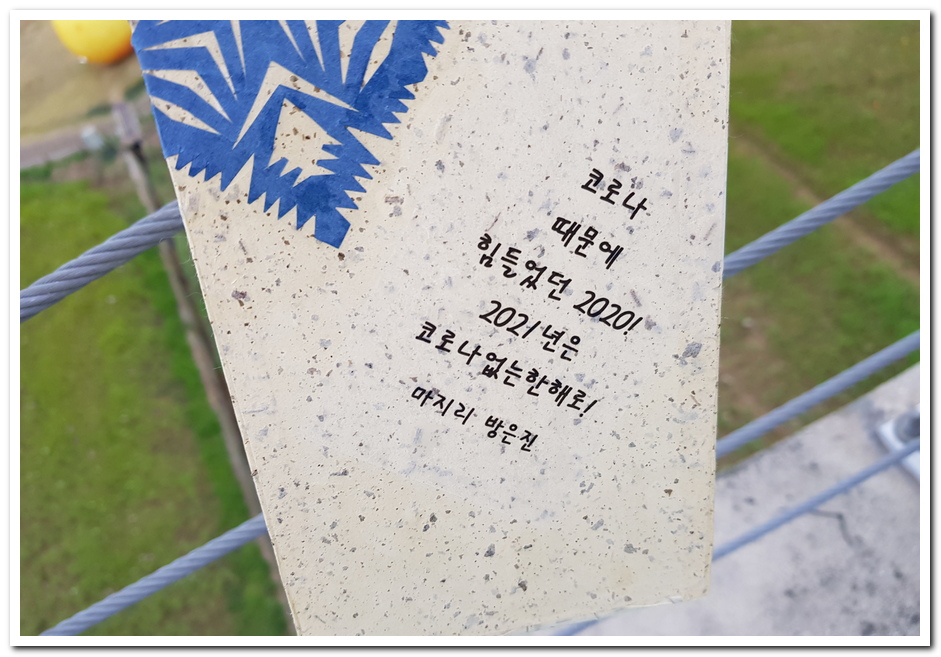 코로나
때문에
힘들었던 2020!
2021년은
코로나없는한해로!
마지리 방은진